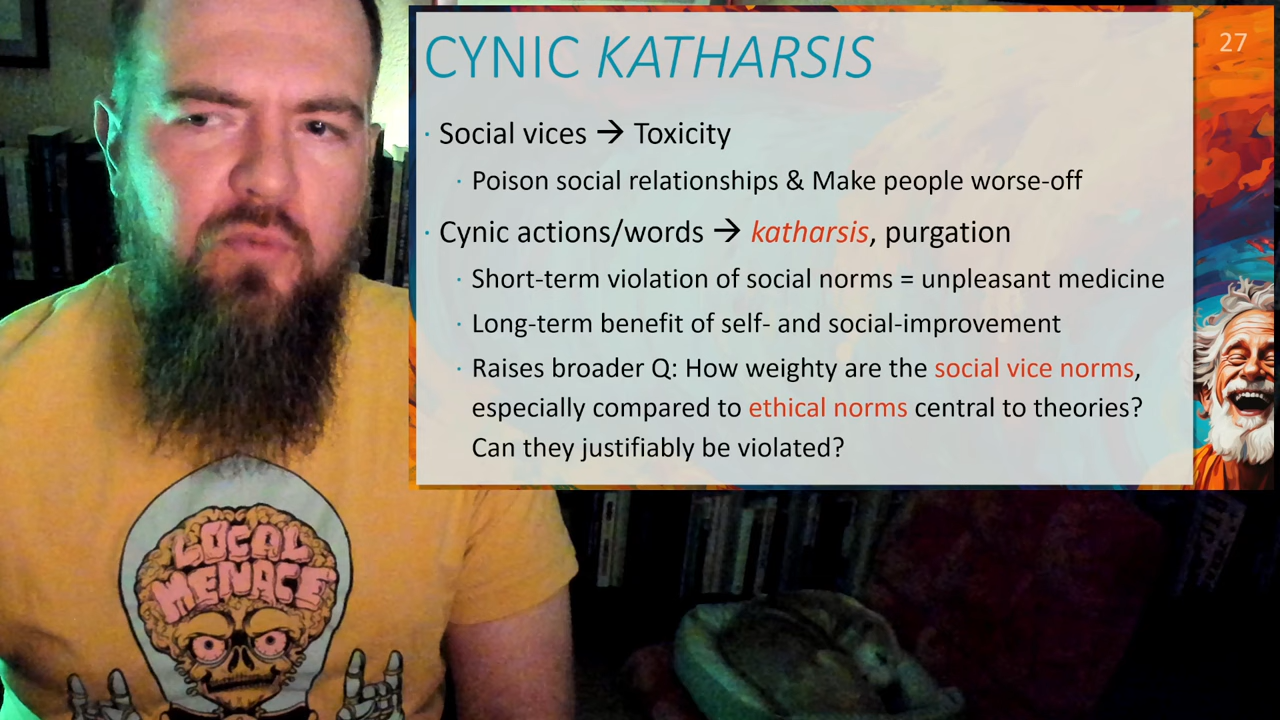 CYNIC KATHARSIS
27
· Social vices → Toxicity
· Poison social relationships & Make people worse-off
· Cynic actions/words → katharsis, purgation
· Short-term violation of social norms = unpleasant medicine
· Long-term benefit of self- and social-improvement
· Raises broader Q: How weighty are the social vice norms,
especially compared to ethical norms central to theories?
Can they justifiably be violated?
LOCAL
MENACE